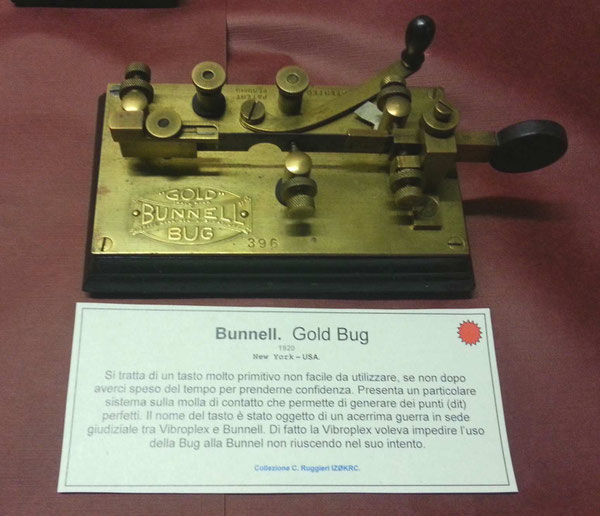 PATENT
PENDING
"GOLD"
BUNNELL
BUG
396
Bunnell. Gold Bug
1920
New York – USA.
Si tratta di un tasto molto primitivo non facile da utilizzare, se non dopo
averci speso del tempo per prenderne confidenza. Presenta un particolare
sistema sulla molla di contatto che permette di generare dei punti (dit)
perfetti. Il nome del tasto è stato oggetto di un acerrima guerra in sede
giudiziale tra Vibroplex e Bunnell. Di fatto la Vibroplex voleva impedire l'uso
della Bug alla Bunnel non riuscendo nel suo intento.
Collezione C. Ruggieri IZØKRC.